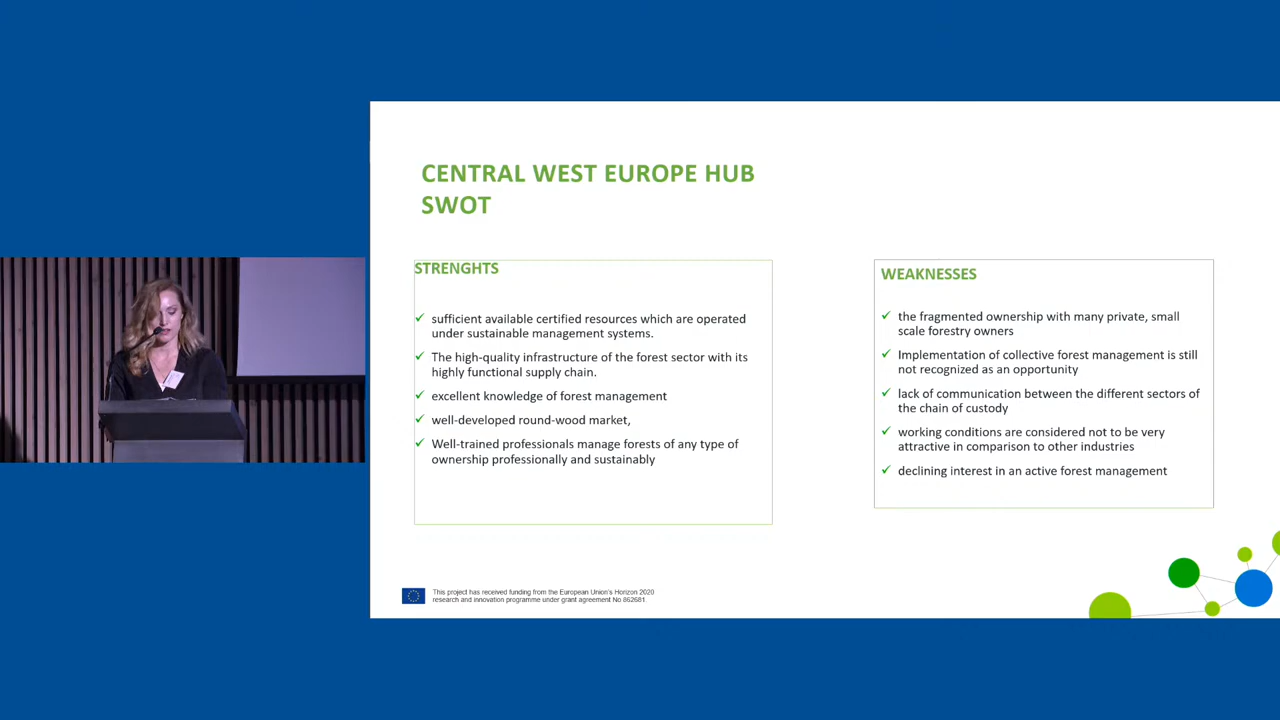 CENTRAL WEST EUROPE HUB
SWOT
STRENGHTS
sufficient available certified resources which are operated
under sustainable management systems.
The high-quality infrastructure of the forest sector with its
highly functional supply chain.
excellent knowledge of forest management
well-developed round-wood market,
Well-trained professionals manage forests of any type of
ownership professionally and sustainably
WEAKNESSES
the fragmented ownership with many private, small
scale forestry owners
Implementation of collective forest management is still
not recognized as an opportunity
lack of communication between the different sectors of
the chain of custody
working conditions are considered not to be very
attractive in comparison to other industries
declining interest in an active forest management
This project has received funding from the European Union's Horizon 2020
research and innovation programme under grant agreement No 862681.